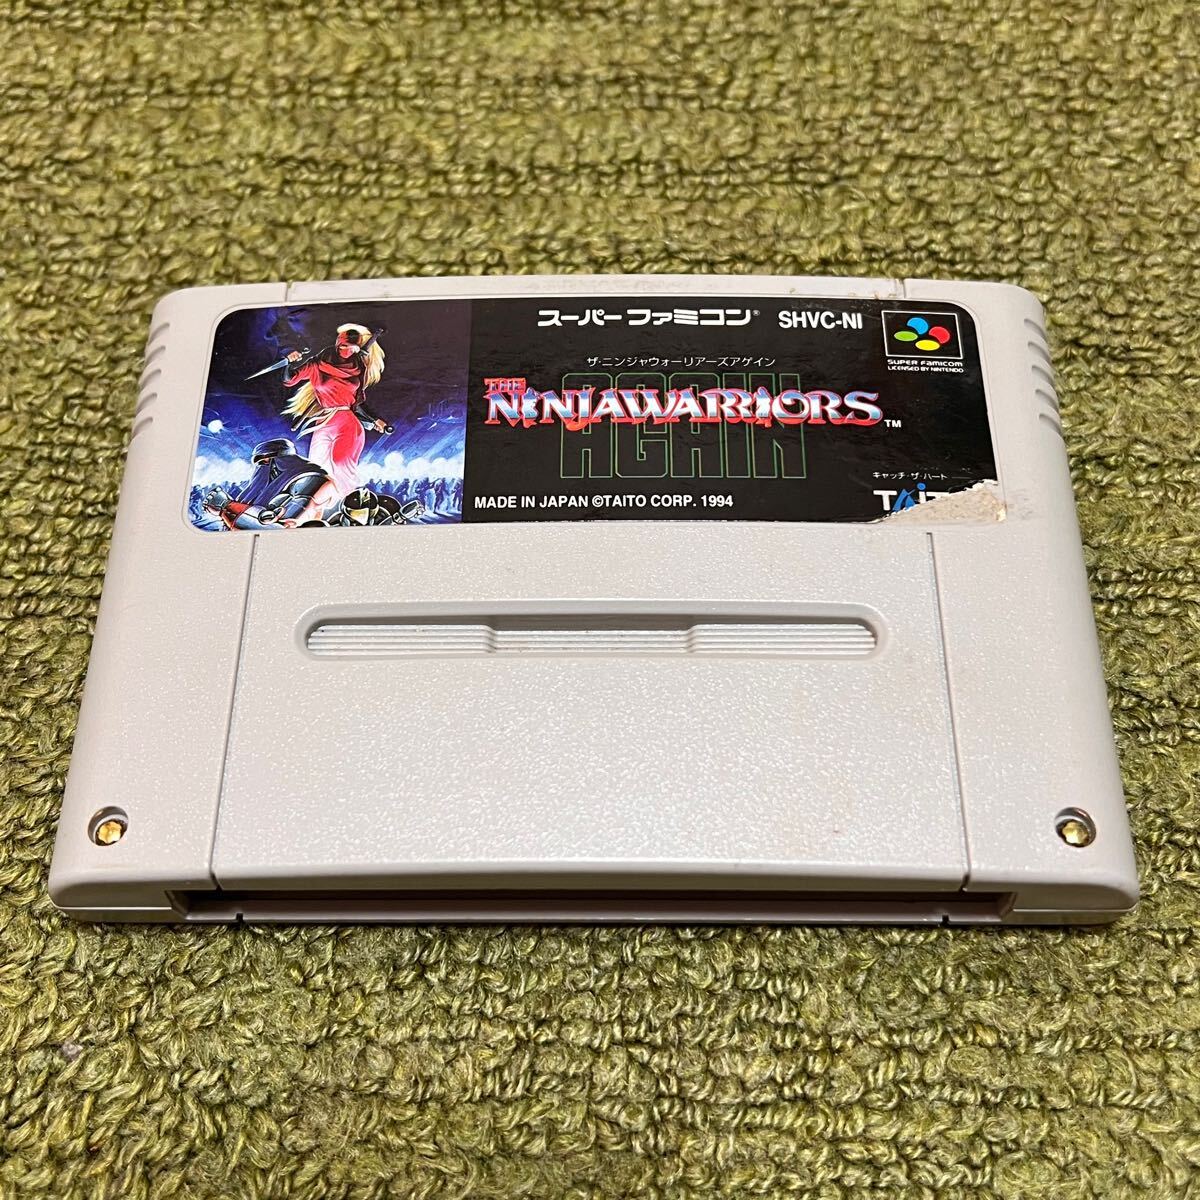 スーパーファミコン® SHVC-NI
SUPER FAMICOM
LICENSED BY NINTENDO
ザ・ニンジャウォーリアーズアゲイン
THE
NINJAWARRIORS™
AGAIN
キャッチ・ザ・ハート
MADE IN JAPAN ©TAITO CORP. 1994